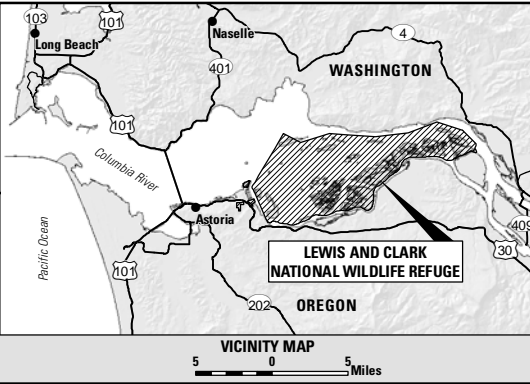 103
101
Long Beach
Naselle
4
WASHINGTON
401
101
Columbia River
Astoria
Pacific Ocean
LEWIS AND CLARK
NATIONAL WILDLIFE REFUGE
409
30
101
202
OREGON
VICINITY MAP
5 0 5
Miles